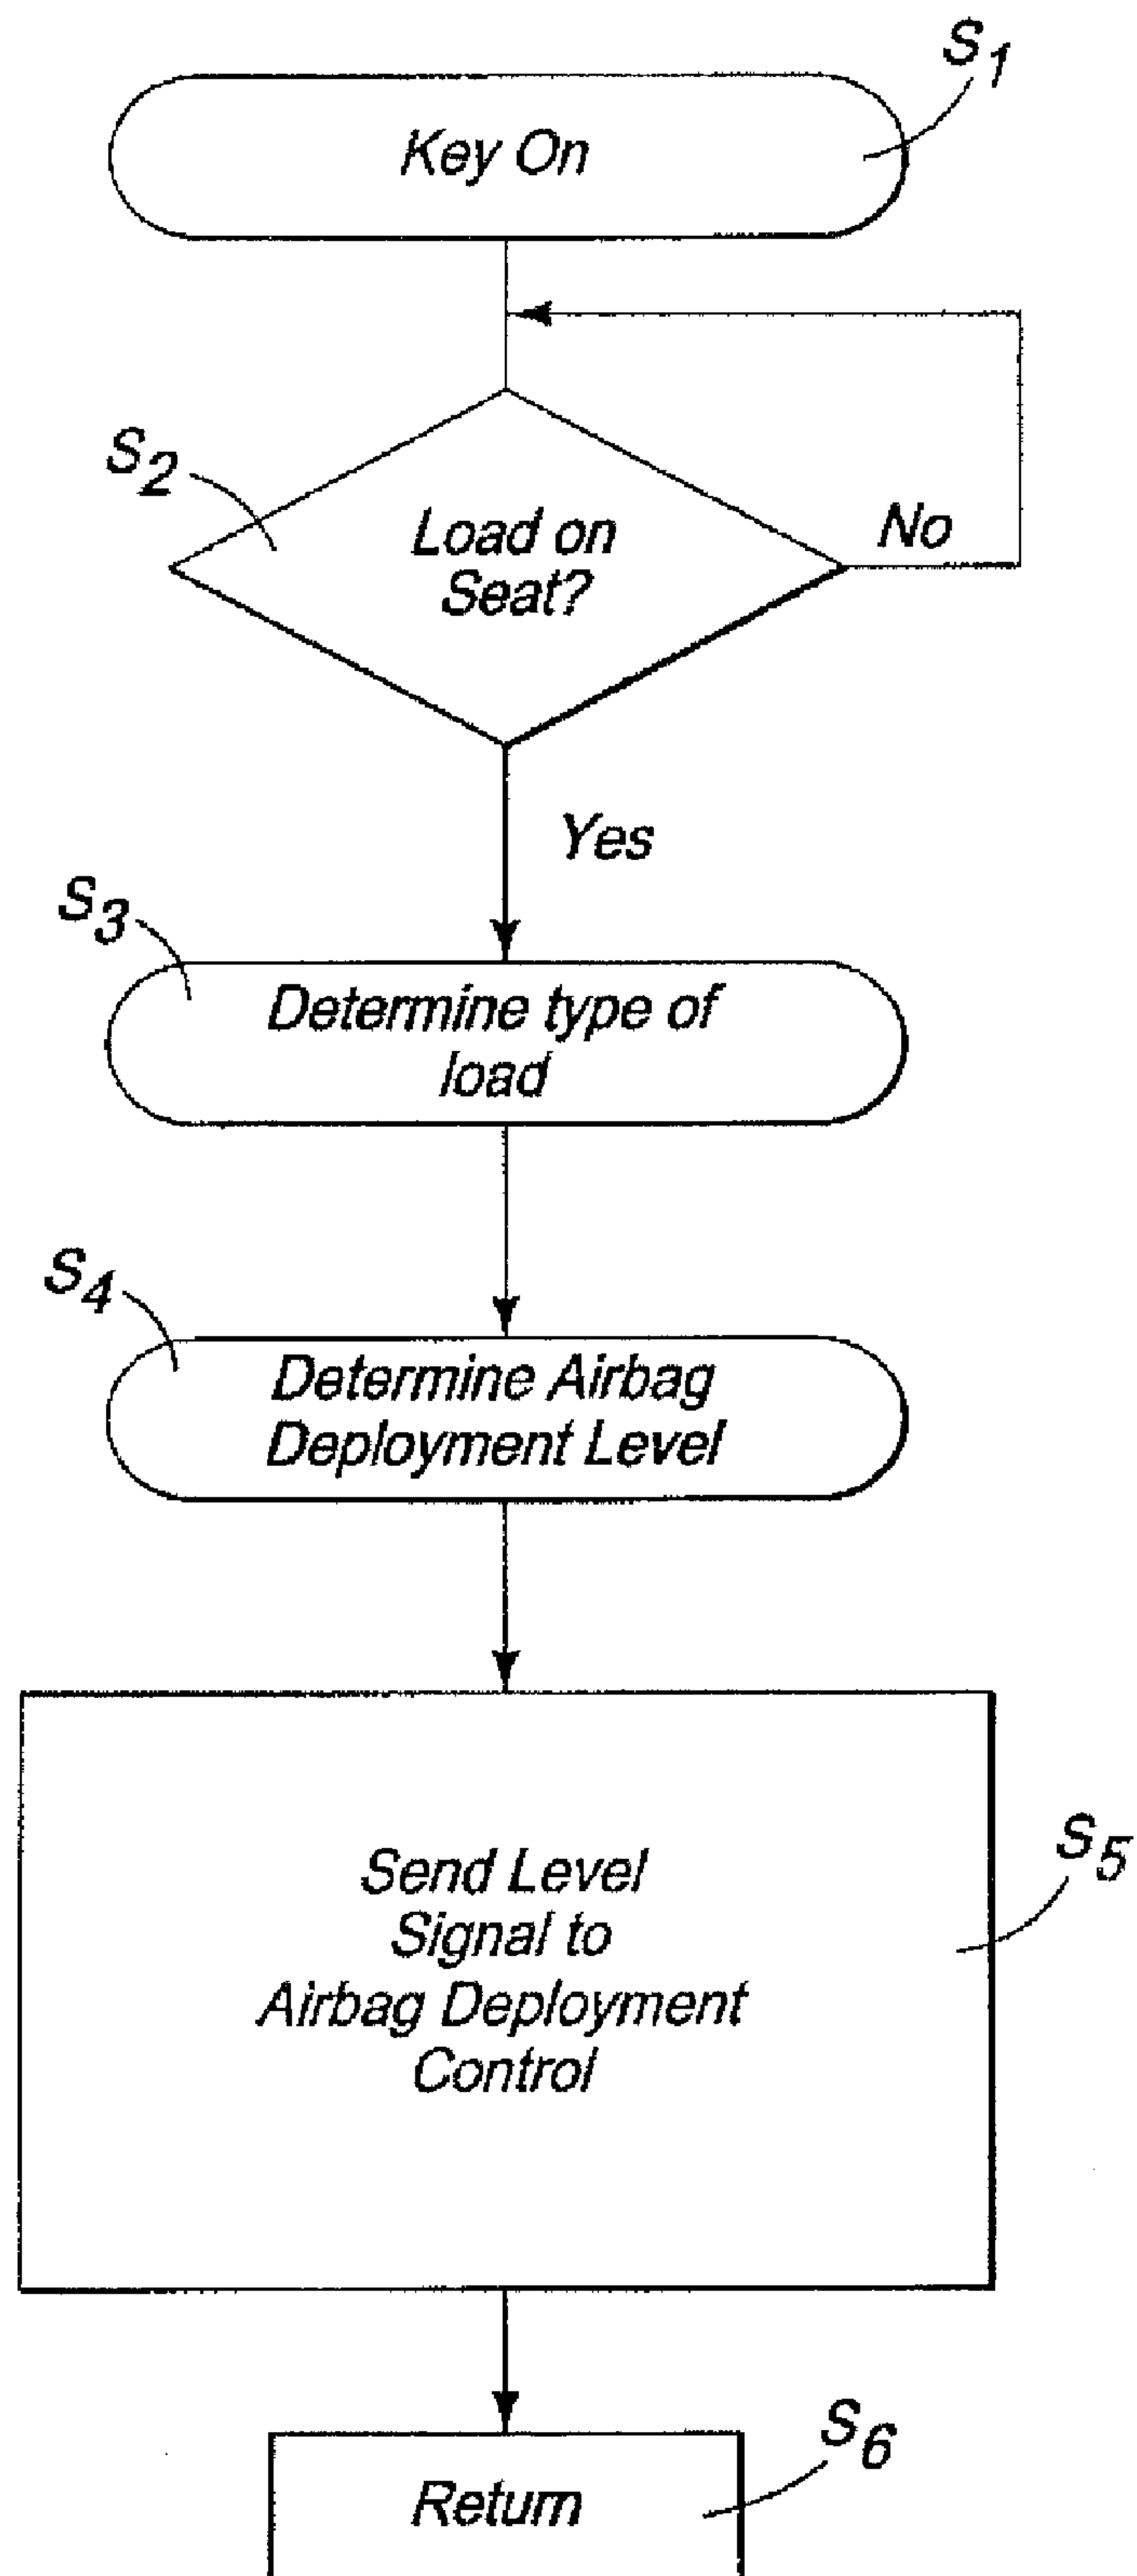 S1
Key On
S2
Load on
Seat?
No
Yes
S3
Determine type of
load
S4
Determine Airbag
Deployment Level
S5
Send Level
Signal to
Airbag Deployment
Control
S6
Return